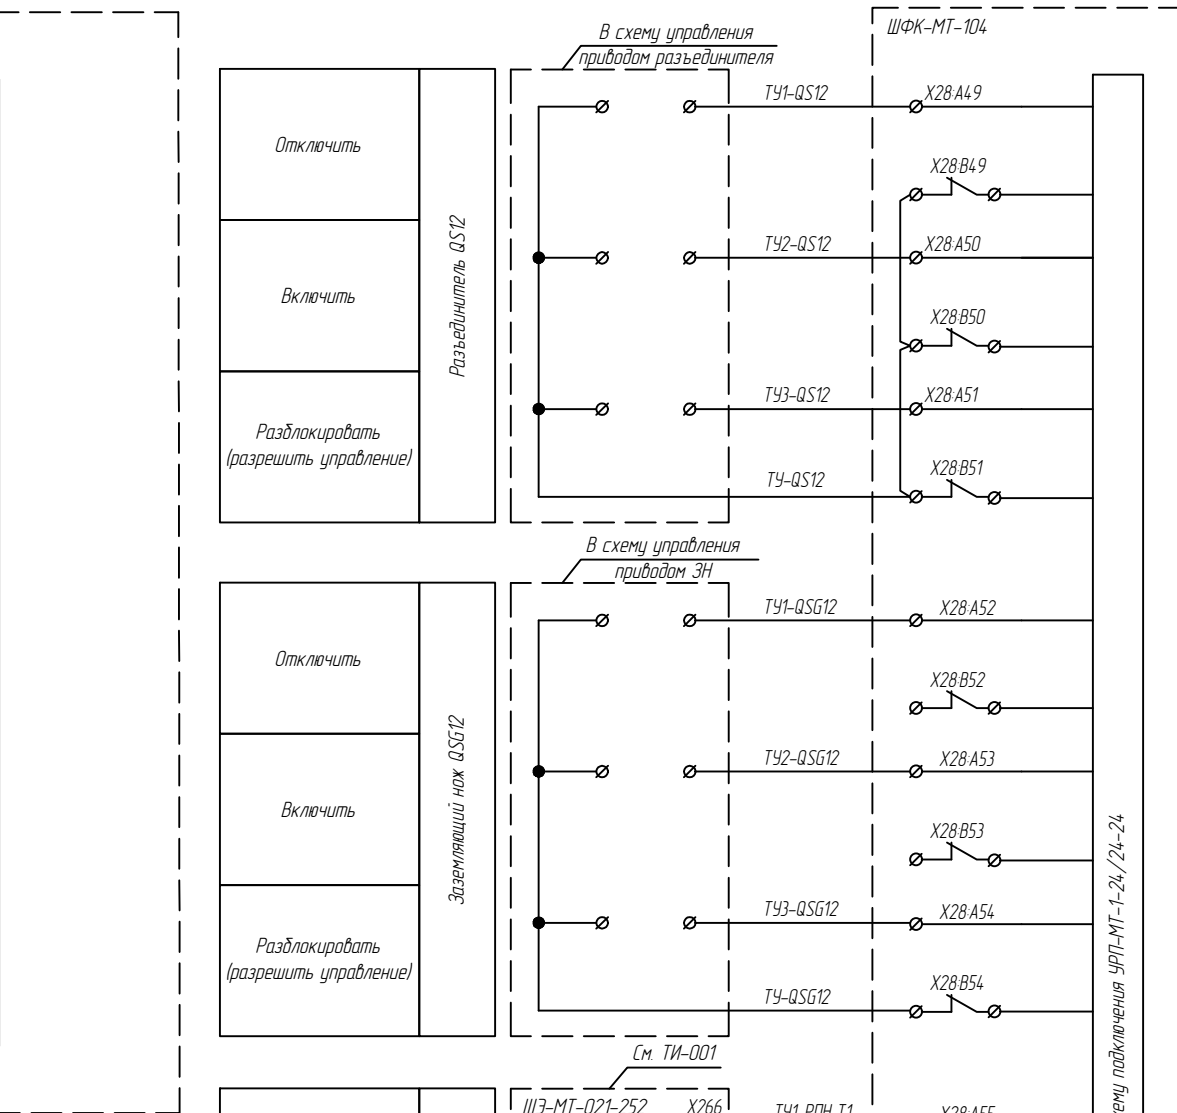 В схему управления
приводом разъединителя
ШФК-МТ-104
Отключить
Включить
Разблокировать
(разрешить управление)
Разъединитель QS12
ТУ1-QS12
X28:A49
X28:B49
ТУ2-QS12
X28:A50
X28:B50
ТУ3-QS12
X28:A51
X28:B51
ТУ-QS12
В схему управления
приводом ЗН
Отключить
Включить
Разблокировать
(разрешить управление)
Заземляющий нож QSG12
ТУ1-QSG12
X28:A52
X28:B52
ТУ2-QSG12
X28:A53
X28:B53
ТУ3-QSG12
X28:A54
X28:B54
ТУ-QSG12
подключения УРП-МТ-1-24/24-24
См. ТИ-001
ШЭ-МТ-021-252
X266